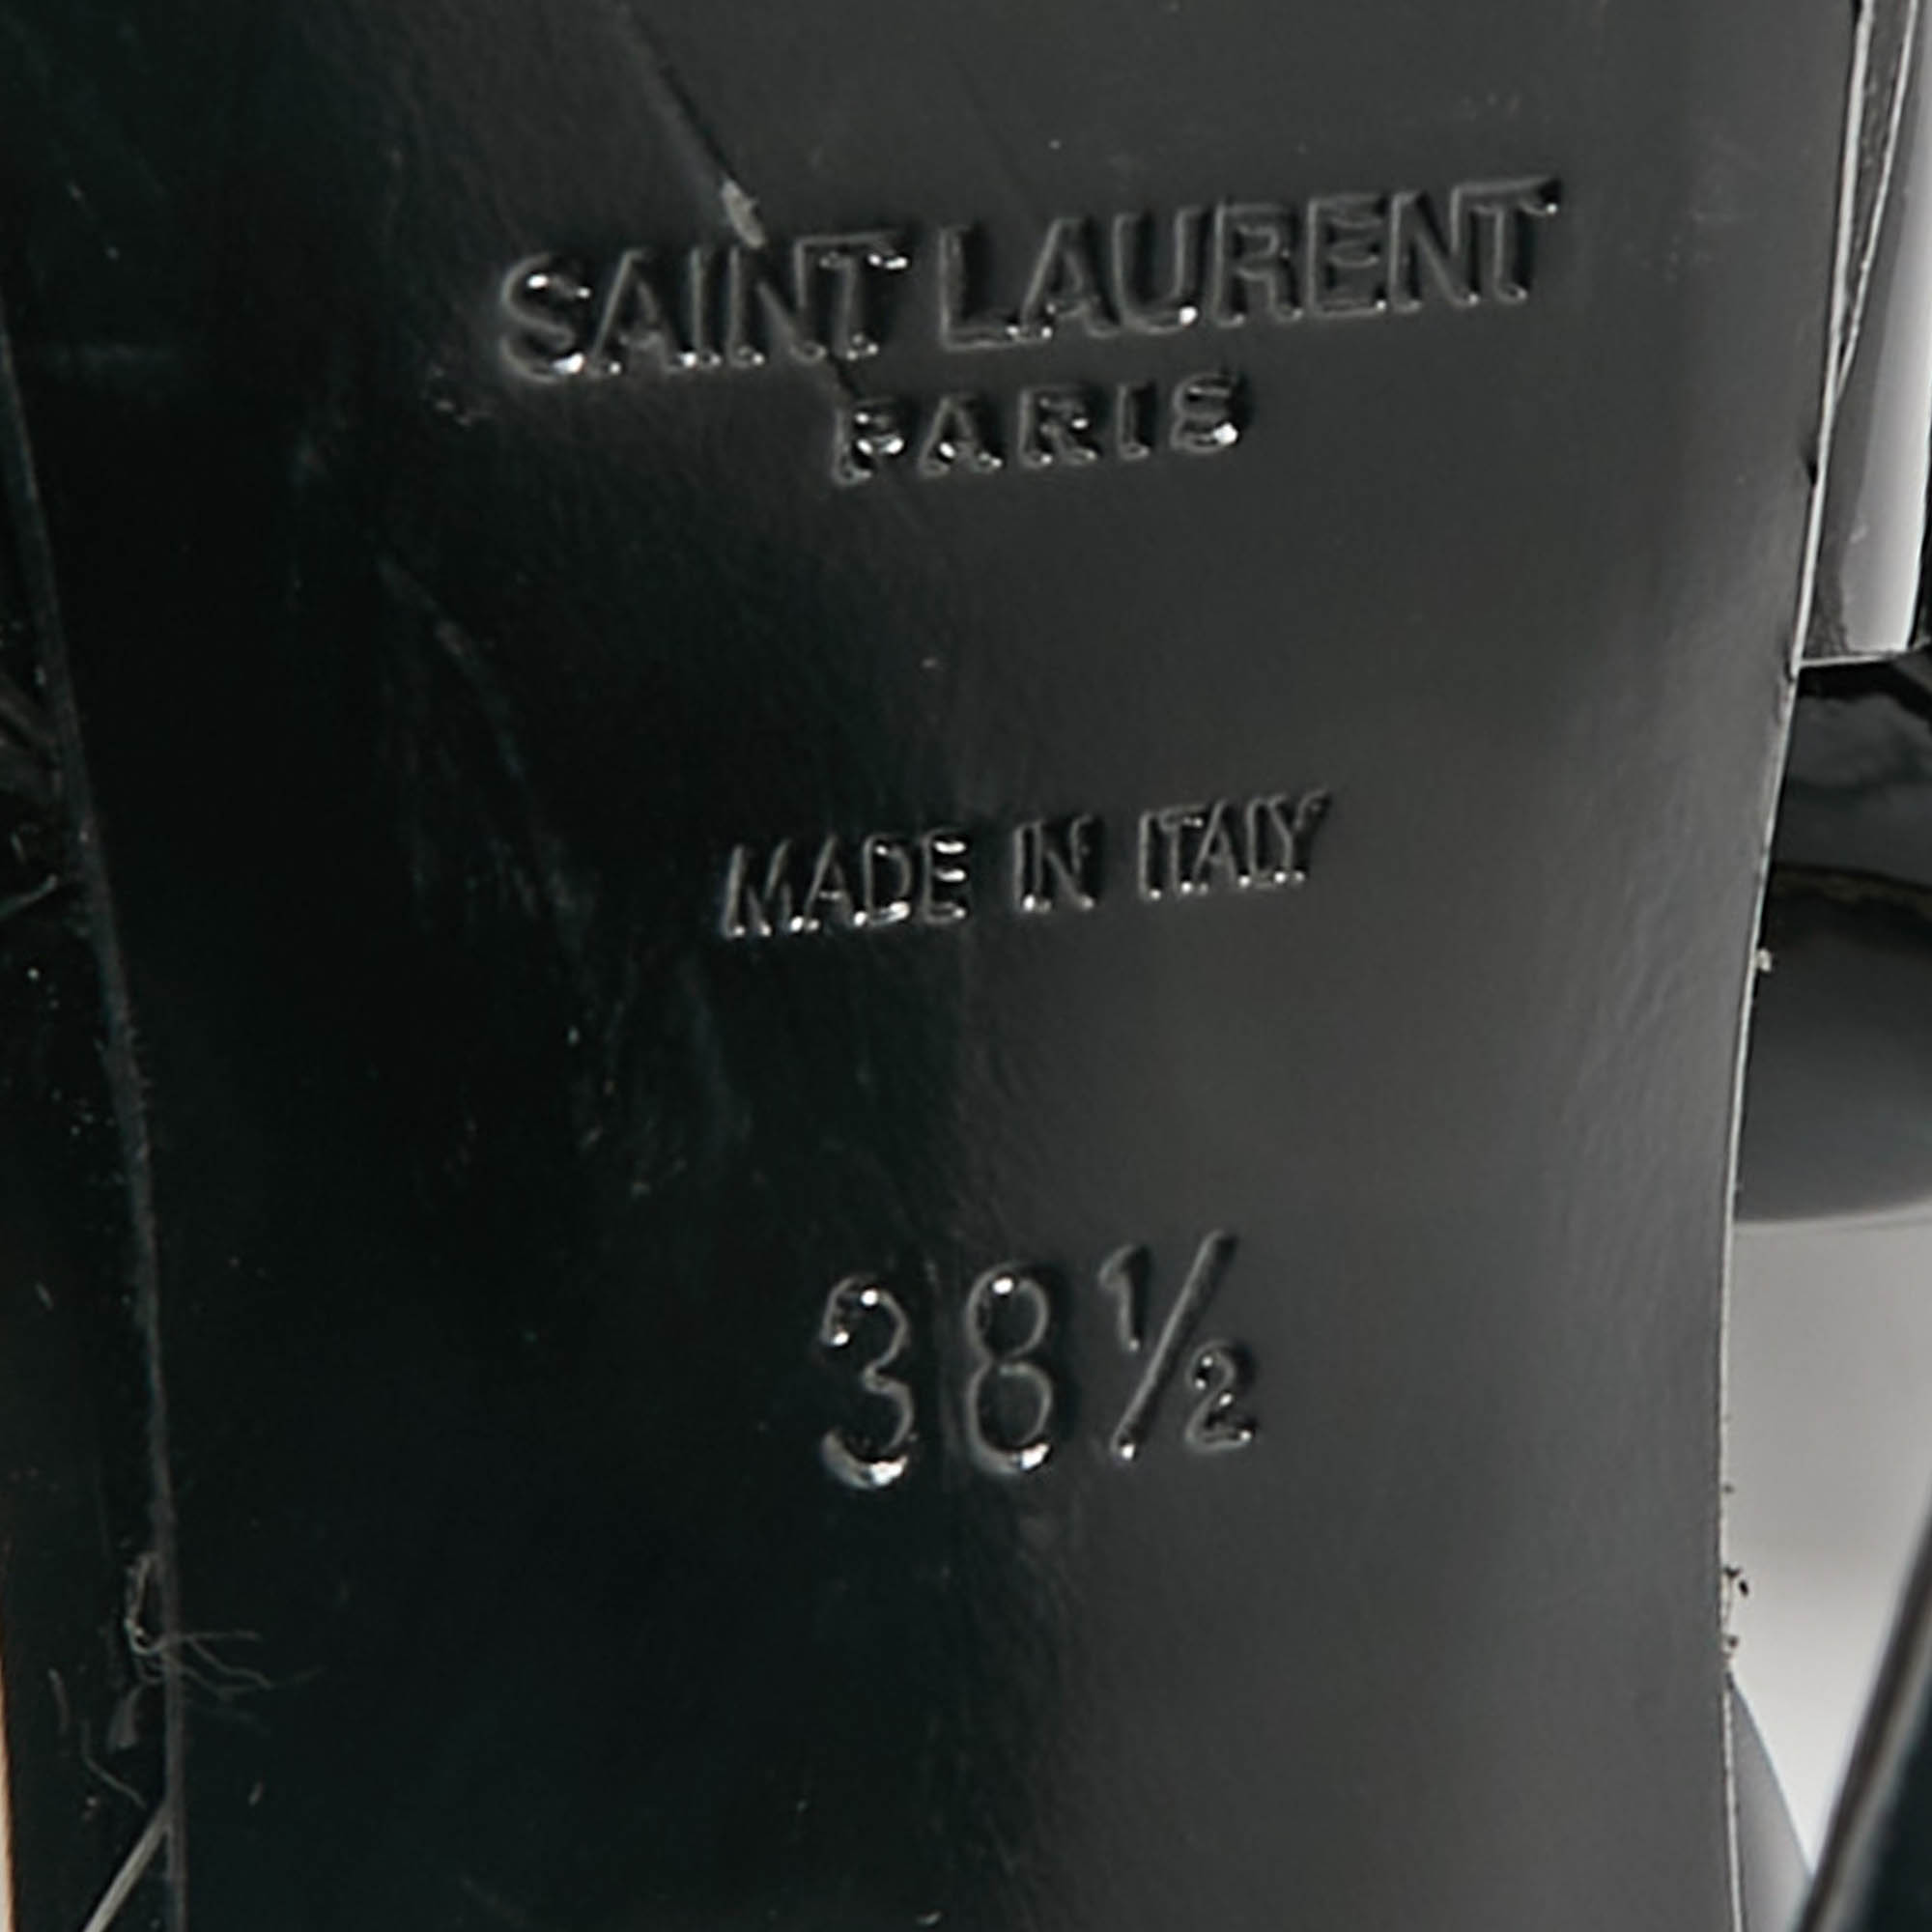 SAINT LAURENT
PARIS
MADE IN ITALY
38½